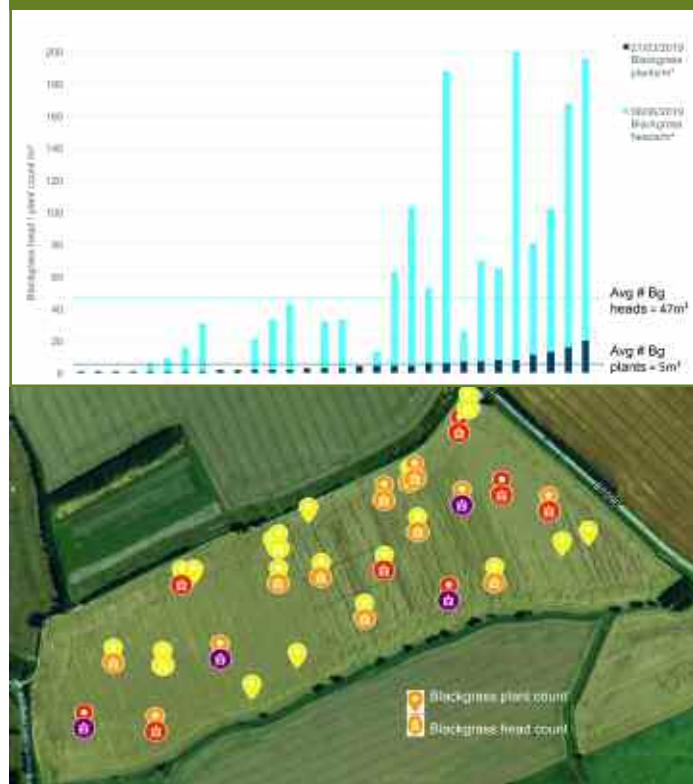 200
180
160
140
120
100
80
60
40
20
0
Blackgrass head / plant count m²
21/03/2019
Blackgrass
plants/m²
Blackgrass
heads/m²
Avg # Bg
heads = 47m²
Avg # Bg
plants = 5m²
Blackgrass plant count
Blackgrass head count